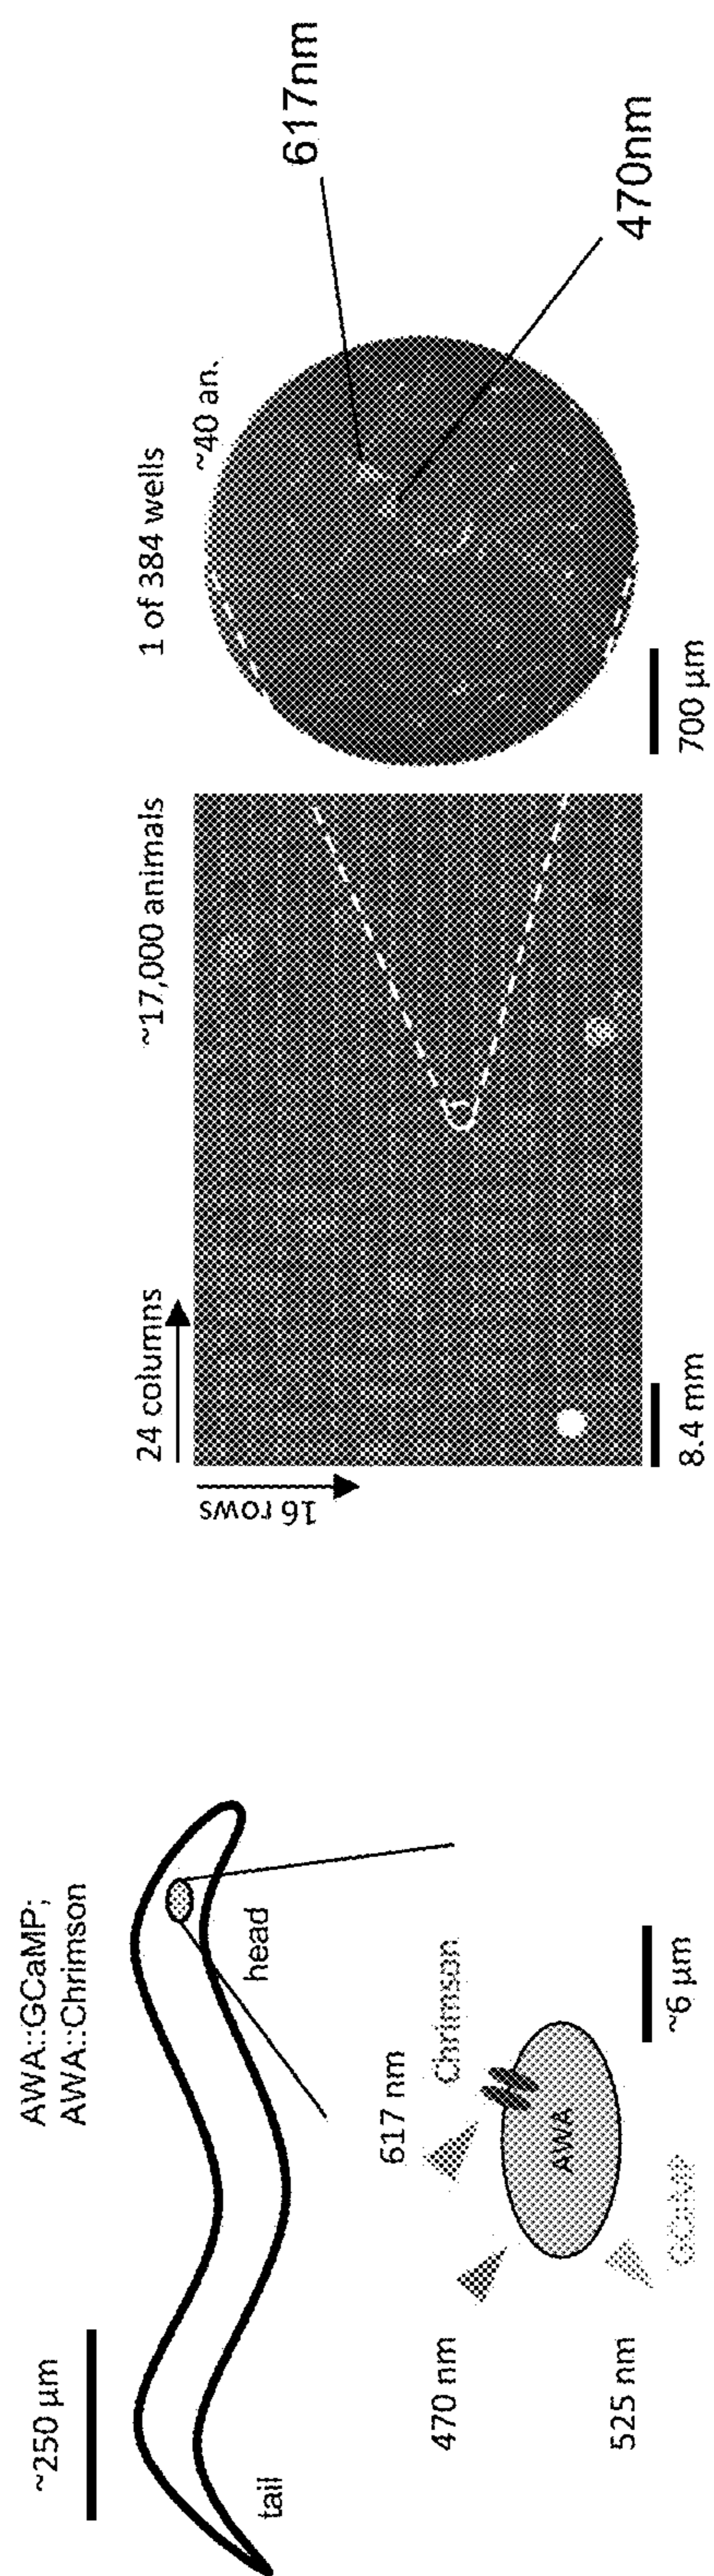 ~250 µm
AWA::GCaMP;
AWA::Chrimson
tail
head
470 nm
617 nm
Chrimson
AWA
525 nm
GCaMP
~6 µm
24 columns
~17,000 animals
16 rows
8.4 mm
1 of 384 wells
~40 an.
617nm
470nm
700 µm